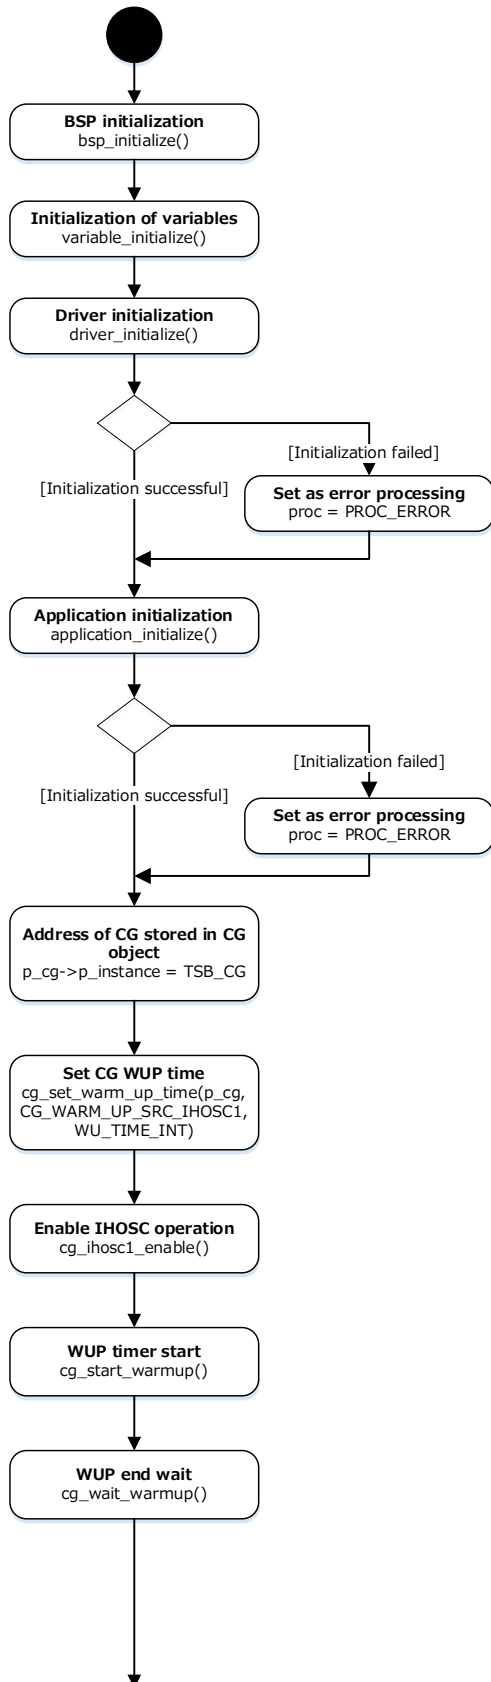 BSP initialization
bsp_initialize()
Initialization of variables
variable_initialize()
Driver initialization
driver_initialize()
[Initialization failed]
[Initialization successful]
Set as error processing
proc = PROC_ERROR
Application initialization
application_initialize()
[Initialization failed]
[Initialization successful]
Set as error processing
proc = PROC_ERROR
Address of CG stored in CG
object
p_cg->p_instance = TSB_CG
Set CG WUP time
cg_set_warm_up_time(p_cg,
CG_WARM_UP_SRC_IHOSC1,
WU_TIME_INT)
Enable IHOSC operation
cg_ihosc1_enable()
WUP timer start
cg_start_warmup()
WUP end wait
cg_wait_warmup()